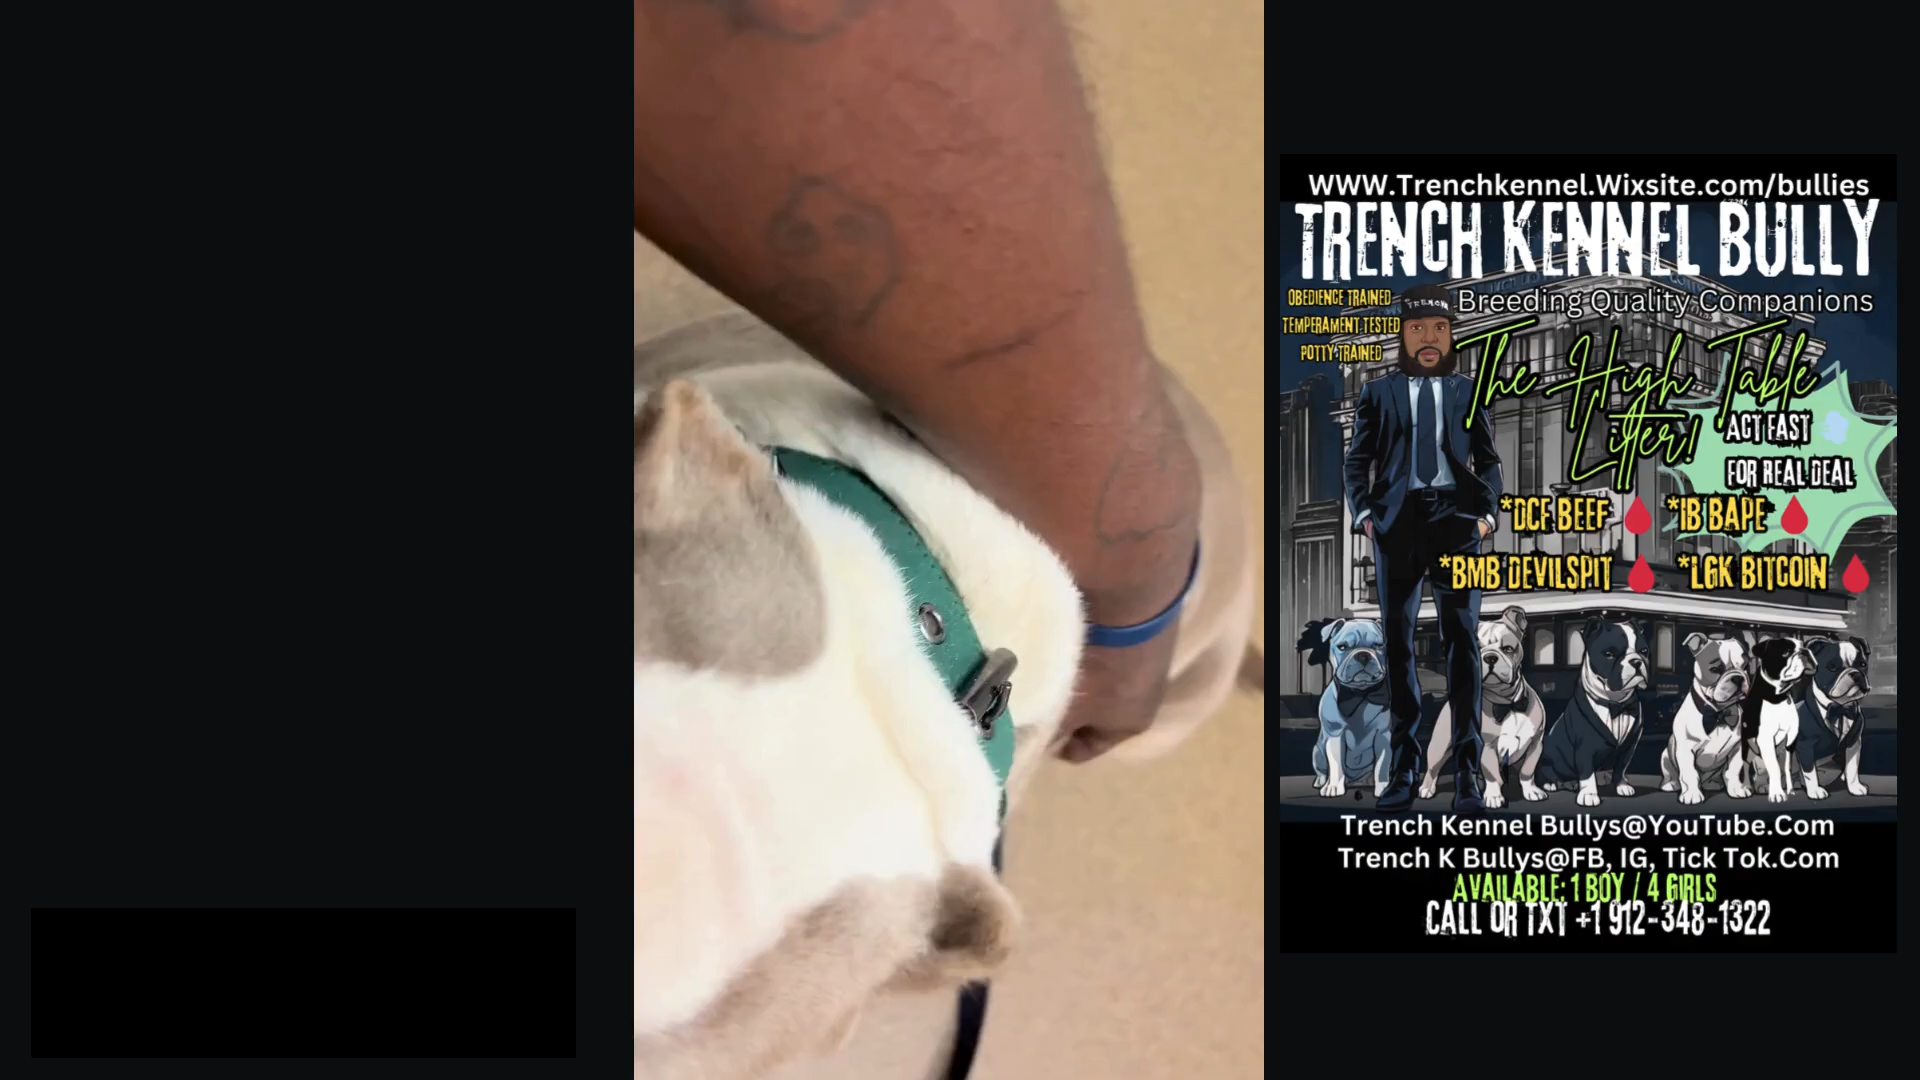 WWW.Trenchkennel.Wixsite.com/bullies
TRENCH KENNEL BULLY
Breeding Quality Companions
OBEDIENCE TRAINED
TEMPERAMENT TESTED
POTTY TRAINED
TRENCH
The High Table
Litter!
ACT FAST
FOR REAL DEAL
*DCF BEEF *IB BAPE
*BMB DEVILSPIT *LGK BITCOIN
Trench Kennel Bullys@YouTube.Com
Trench K Bullys@FB, IG, Tick Tok.Com
AVAILABLE: 1 BOY / 4 GIRLS
CALL OR TXT +1 912-348-1322